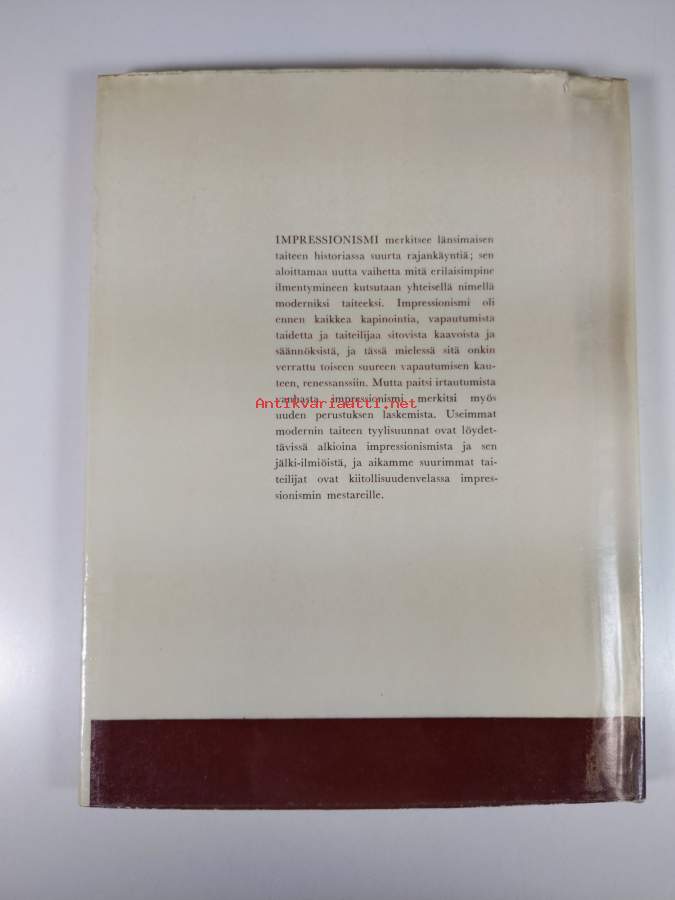 IMPRESSIONISMI merkitsee länsimaisen
taiteen historiassa suurta rajankäyntiä; sen
aloittamaa uutta vaihetta mitä erilaisimpine
ilmentymineen kutsutaan yhteisellä nimellä
moderniksi taiteeksi. Impressionismi oli
ennen kaikkea kapinointia, vapautumista
taidetta ja taiteilijaa sitovista kaavoista ja
säännöksistä, ja tässä mielessä sitä onkin
verrattu toiseen suureen vapautumisen kau-
teen, renessanssiin. Mutta paitsi irtautumista
vanhasta impressionismi merkitsi myös
Antikvariaatti.net
uuden perustuksen laskemista. Useimmat
modernin taiteen tyylisuunnat ovat löydet-
tävissä alkioina impressionismista ja sen
jälki-ilmiöistä, ja aikamme suurimmat tai-
teilijat ovat kiitollisuudenvelassa impres-
sionismin mestareille.